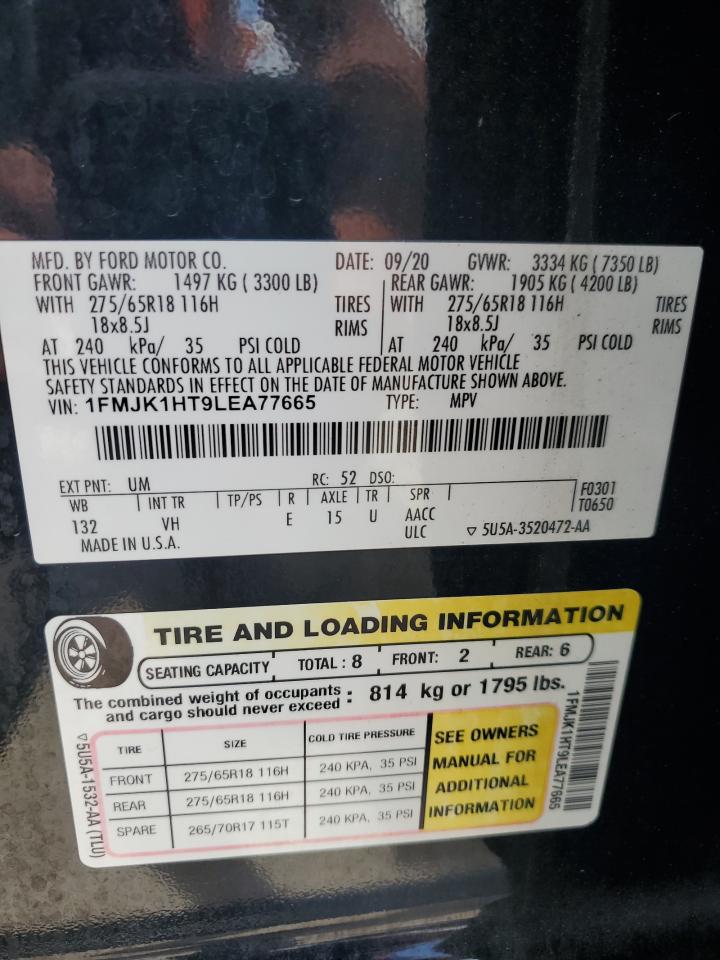 MFD. BY FORD MOTOR CO. DATE: 09/20 GVWR: 3334 KG ( 7350 LB)
FRONT GAWR: 1497 KG ( 3300 LB) REAR GAWR: 1905 KG ( 4200 LB)
WITH 275/65R18 116H TIRES WITH 275/65R18 116H TIRES
18x8.5J RIMS 18x8.5J RIMS
AT 240 kPa/ 35 PSI COLD AT 240 kPa/ 35 PSI COLD
THIS VEHICLE CONFORMS TO ALL APPLICABLE FEDERAL MOTOR VEHICLE
SAFETY STANDARDS IN EFFECT ON THE DATE OF MANUFACTURE SHOWN ABOVE.
VIN: 1FMJK1HT9LEA77665 TYPE: MPV
EXT PNT: UM RC: 52 DSO:
WB INT TR TP/PS R AXLE TR SPR F0301
T0650
132 VH E 15 U AACC
ULC
MADE IN U.S.A. ▽ 5U5A-3520472-AA
TIRE AND LOADING INFORMATION
SEATING CAPACITY TOTAL : 8 FRONT: 2 REAR: 6
The combined weight of occupants
and cargo should never exceed : 814 kg or 1795 lbs.
TIRE SIZE COLD TIRE PRESSURE
FRONT 275/65R18 116H 240 KPA, 35 PSI
REAR 275/65R18 116H 240 KPA, 35 PSI
SPARE 265/70R17 115T 240 KPA, 35 PSI
SEE OWNERS
MANUAL FOR
ADDITIONAL
INFORMATION
▽5U5A-1532-AA (TLU)
1FMJK1HT9LEA77665